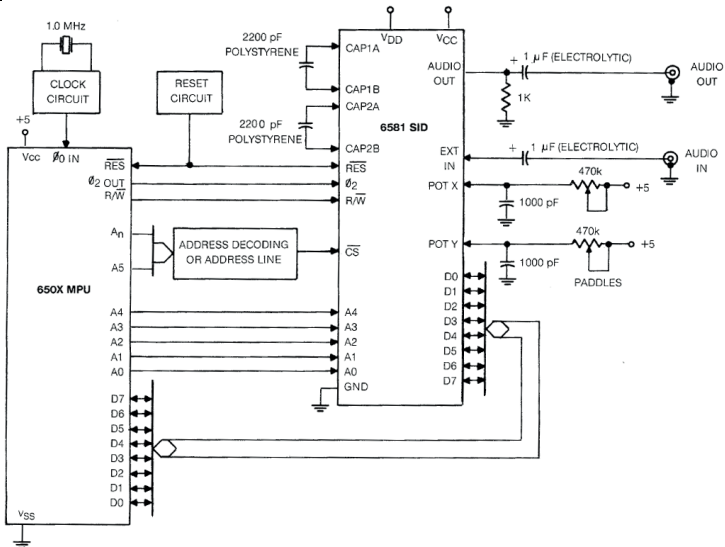 1.0 MHz
CLOCK
CIRCUIT
+5
RESET
CIRCUIT
2200 pF
POLYSTYRENE
2200 pF
POLYSTYRENE
Vcc
Ø0 IN
RES
Ø2 OUT
R/W
An
A5
650X MPU
A4
A3
A2
A1
A0
D7
D6
D5
D4
D3
D2
D1
D0
VSS
ADDRESS DECODING
OR ADDRESS LINE
VDD
VCC
CAP1A
CAP1B
CAP2A
CAP2B
RES
Ø2
R/W
CS
A4
A3
A2
A1
A0
GND
6581 SID
AUDIO
OUT
EXT
IN
POT X
POT Y
D0
D1
D2
D3
D4
D5
D6
D7
+ 1 µF (ELECTROLYTIC)
1K
AUDIO
OUT
+ 1 µF (ELECTROLYTIC)
AUDIO
IN
470k
+5
1000 pF
470k
+5
1000 pF
PADDLES